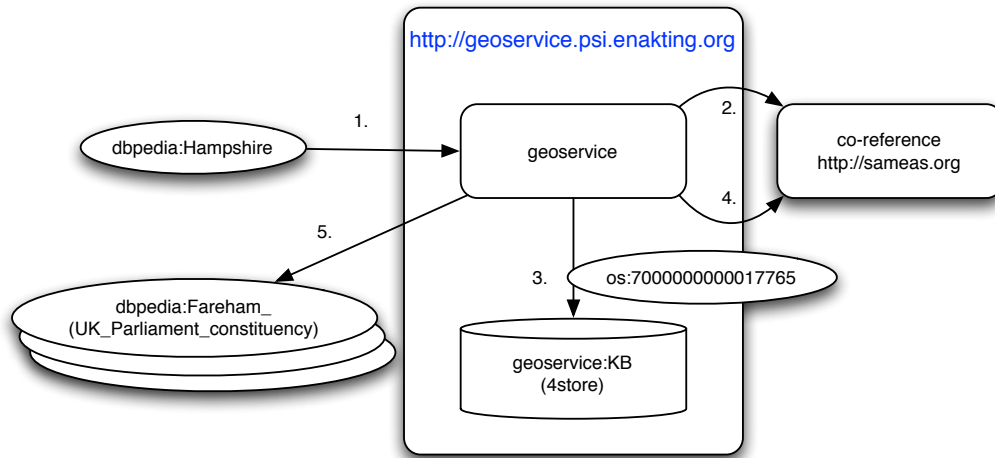 http://geoservice.psi.enakting.org
1.
2.
dbpedia:Hampshire
geoservice
co-reference
http://sameas.org
4.
5.
3.
os:7000000000017765
dbpedia:Fareham_
(UK_Parliament_constituency)
geoservice:KB
(4store)